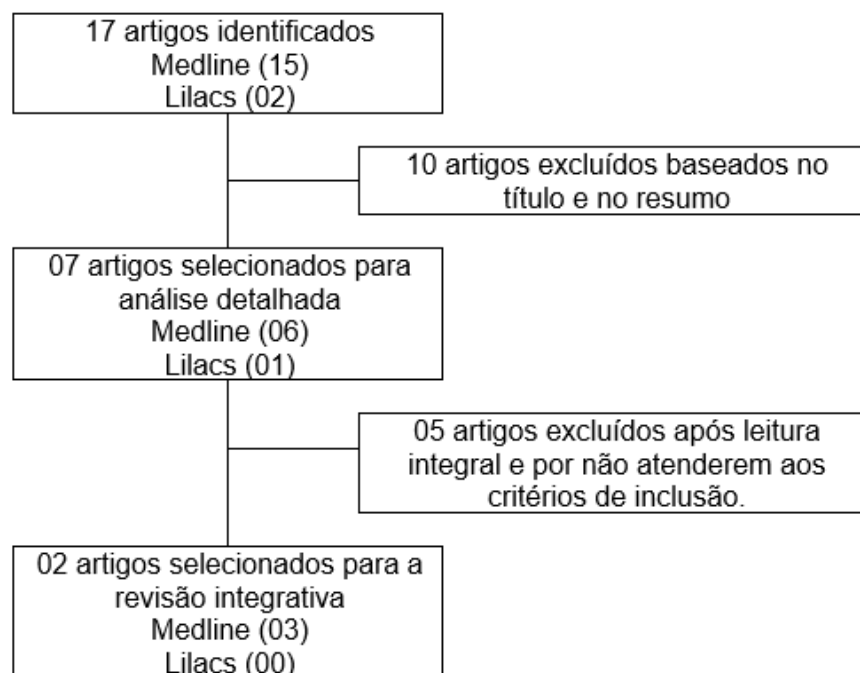 17 artigos identificados
Medline (15)
Lilacs (02)
10 artigos excluídos baseados no
título e no resumo
07 artigos selecionados para
análise detalhada
Medline (06)
Lilacs (01)
05 artigos excluídos após leitura
integral e por não atenderem aos
critérios de inclusão.
02 artigos selecionados para a
revisão integrativa
Medline (03)
Lilacs (00)